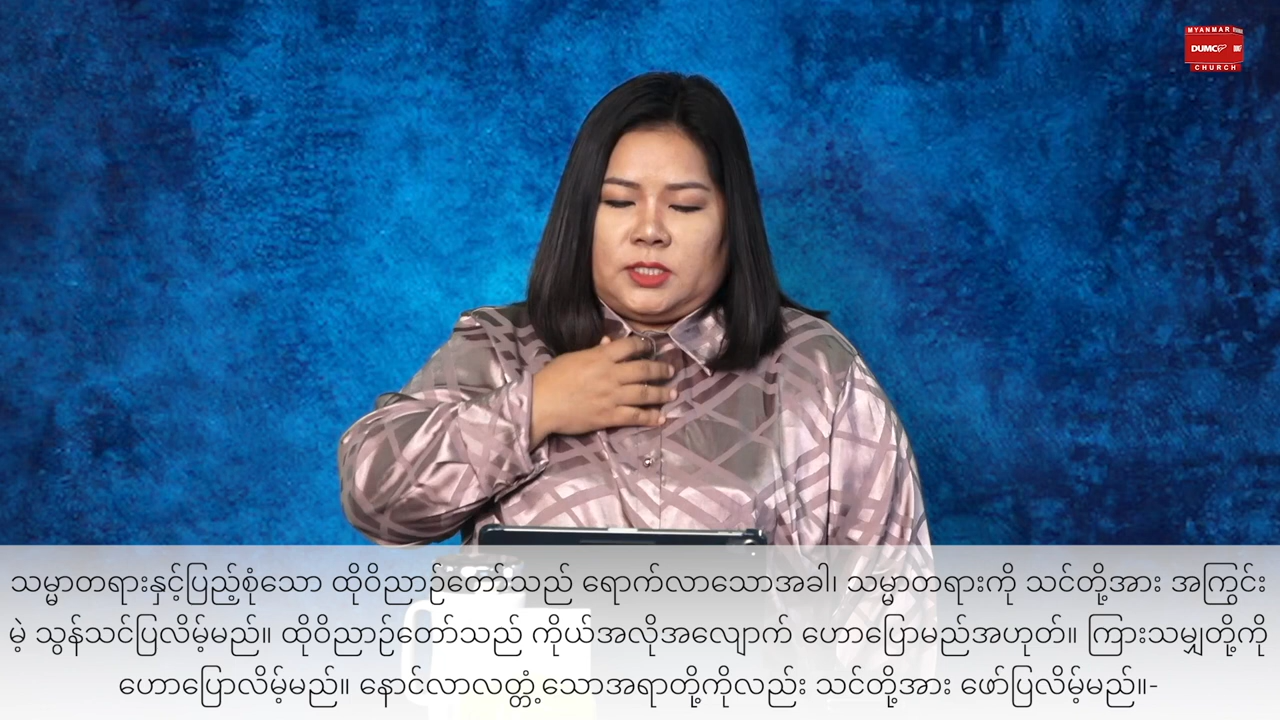 MYANMAR
DUMC
CHURCH
သမ္မာတရားနှင့်ပြည့်စုံသော ထိုဝိညာဉ်တော်သည် ရောက်လာသောအခါ၊ သမ္မာတရားကို သင်တို့အား အကြွင်း
မဲ့ သွန်သင်ပြလိမ့်မည်။ ထိုဝိညာဉ်တော်သည် ကိုယ်အလိုအလျောက် ဟောပြောမည်အဟုတ်။ ကြားသမျှတို့ကို
ဟောပြောလိမ့်မည်။ နောင်လာလတ္တံ့သောအရာတို့ကိုလည်း သင်တို့အား ဖော်ပြလိမ့်မည်။-